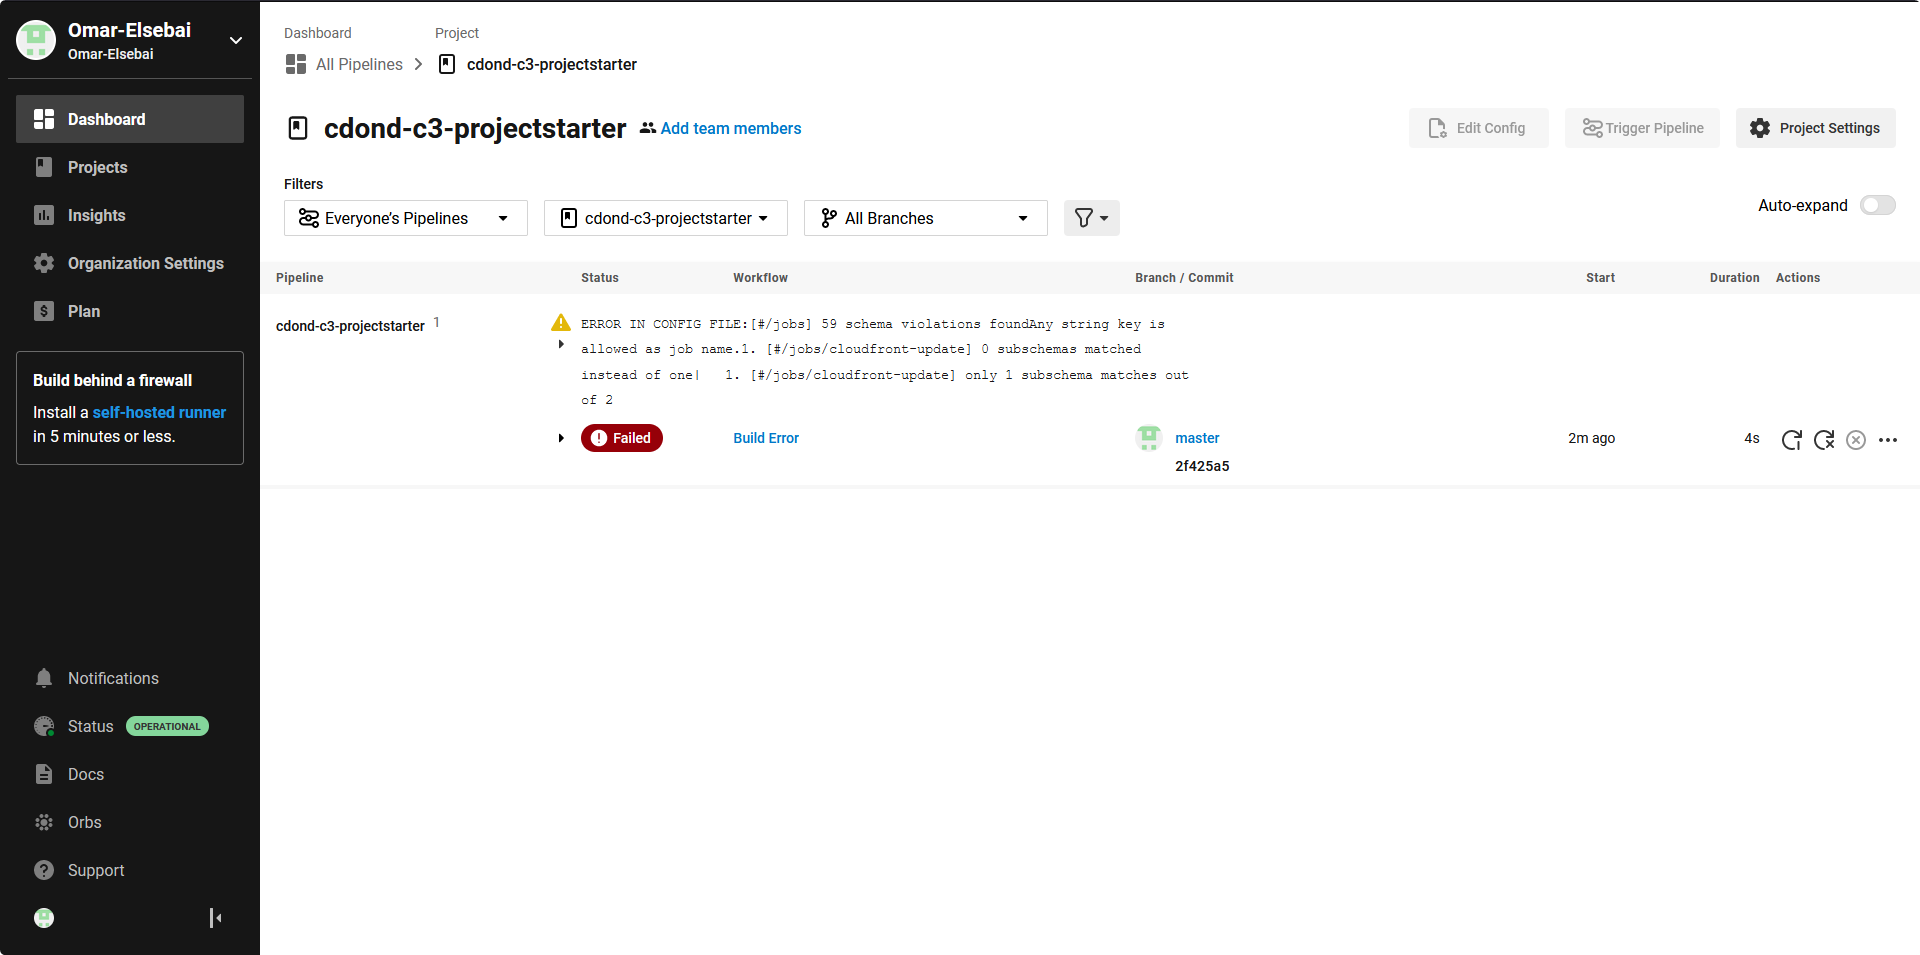 Omar-Elsebai
Omar-Elsebai
Dashboard
Projects
Insights
Organization Settings
Plan
Build behind a firewall
Install a self-hosted runner
in 5 minutes or less.
Notifications
Status OPERATIONAL
Docs
Orbs
Support
Dashboard Project
All Pipelines cdond-c3-projectstarter
cdond-c3-projectstarter Add team members
Edit Config Trigger Pipeline Project Settings
Filters
Everyone’s Pipelines cdond-c3-projectstarter All Branches
Auto-expand
Pipeline Status Workflow Branch / Commit Start Duration Actions
cdond-c3-projectstarter 1
ERROR IN CONFIG FILE:[#/jobs] 59 schema violations foundAny string key is
allowed as job name.1. [#/jobs/cloudfront-update] 0 subschemas matched
instead of one|   1. [#/jobs/cloudfront-update] only 1 subschema matches out
of 2
Failed Build Error master 2m ago 4s
2f425a5